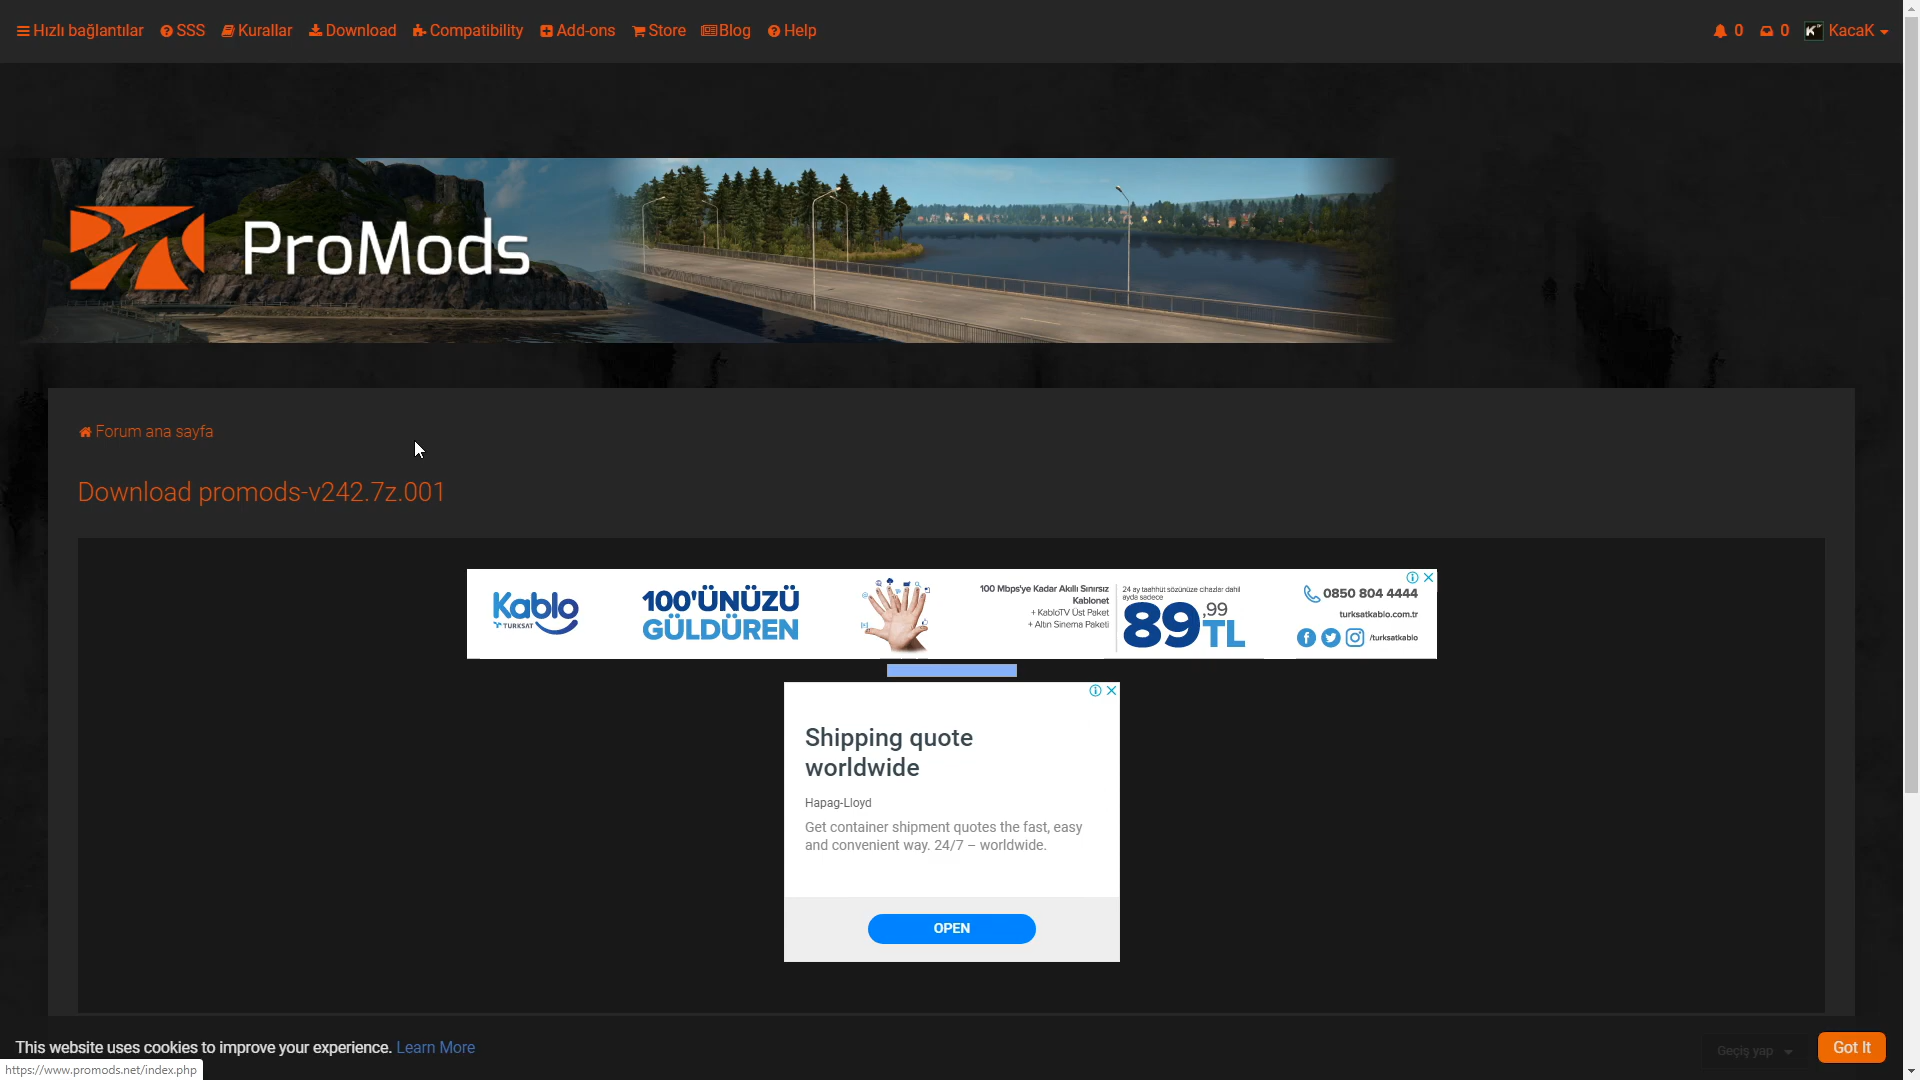 Hızlı bağlantılar SSS Kurallar Download Compatibility Add-ons Store Blog Help 0 0 KacaK
ProMods
Forum ana sayfa
Download promods-v242.7z.001
Kablo
TURKSAT
100'ÜNÜZÜ
GÜLDÜREN
100 Mbps'ye Kadar Akıllı Sınırsız
Kablonet
+ KabloTV Üst Paket
+ Altın Sinema Paketi
24 ay taahhüt sözünüze cihazlar dahil
ayda sadece
89,99 TL
0850 804 4444
turksatkablo.com.tr
/turksatkablo
Shipping quote
worldwide
Hapag-Lloyd
Get container shipment quotes the fast, easy
and convenient way. 24/7 – worldwide.
OPEN
This website uses cookies to improve your experience. Learn More
Geçiş yap
Got It
https://www.promods.net/index.php